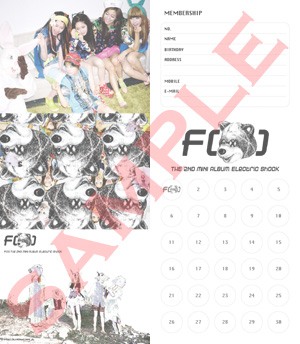 MEMBERSHIP
NO.
NAME
BIRTHDAY
ADDRESS
MOBILE
E-MAIL
F(X)
THE 2ND MINI ALBUM ELECTRIC SHOCK
F(X) 2 3 4 5
6 7 8 9 10
11 12 13 14 15
16 17 18 19 20
21 22 23 24 25
26 27 28 29 30
F(X)
THE 2ND MINI ALBUM ELECTRIC SHOCK
SAMPLE